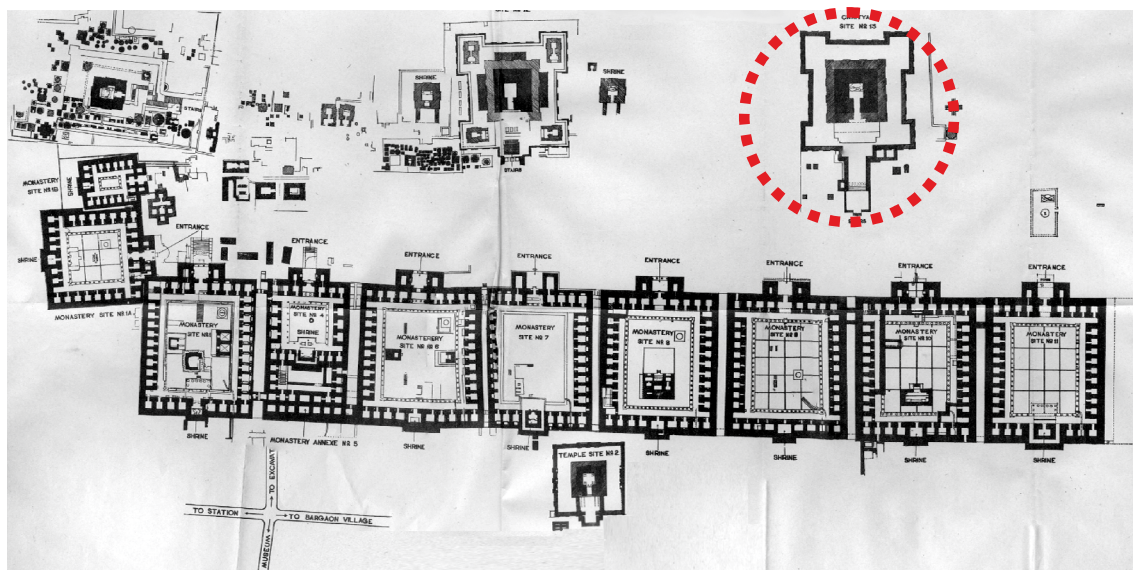 SHRINE
SHRINE
SITE Nº 13
STAIRS
STAIRS
MONASTERY
SITE Nº 1B
SHRINE
SHRINE
MONASTERY SITE Nº 1A
ENTRANCE
ENTRANCE
ENTRANCE
ENTRANCE
ENTRANCE
ENTRANCE
ENTRANCE
ENTRANCE
MONASTERY
SITE Nº 1
MONASTERY
SITE Nº 4
SHRINE
MONASTERERY
SITE Nº 6
MONASTERY
SITE Nº 7
MONASTERY
SITE Nº 8
MONASTERY
SITE Nº 9
MONASTERY
SITE Nº 10
MONASTERY
SITE Nº 11
SHRINE
MONASTERY ANNEXE Nº 5
SHRINE
SHRINE
SHRINE
SHRINE
SHRINE
SHRINE
TEMPLE SITE Nº 2
TO EXCAVT
TO STATION
TO BARGAON VILLAGE
MUSEUM